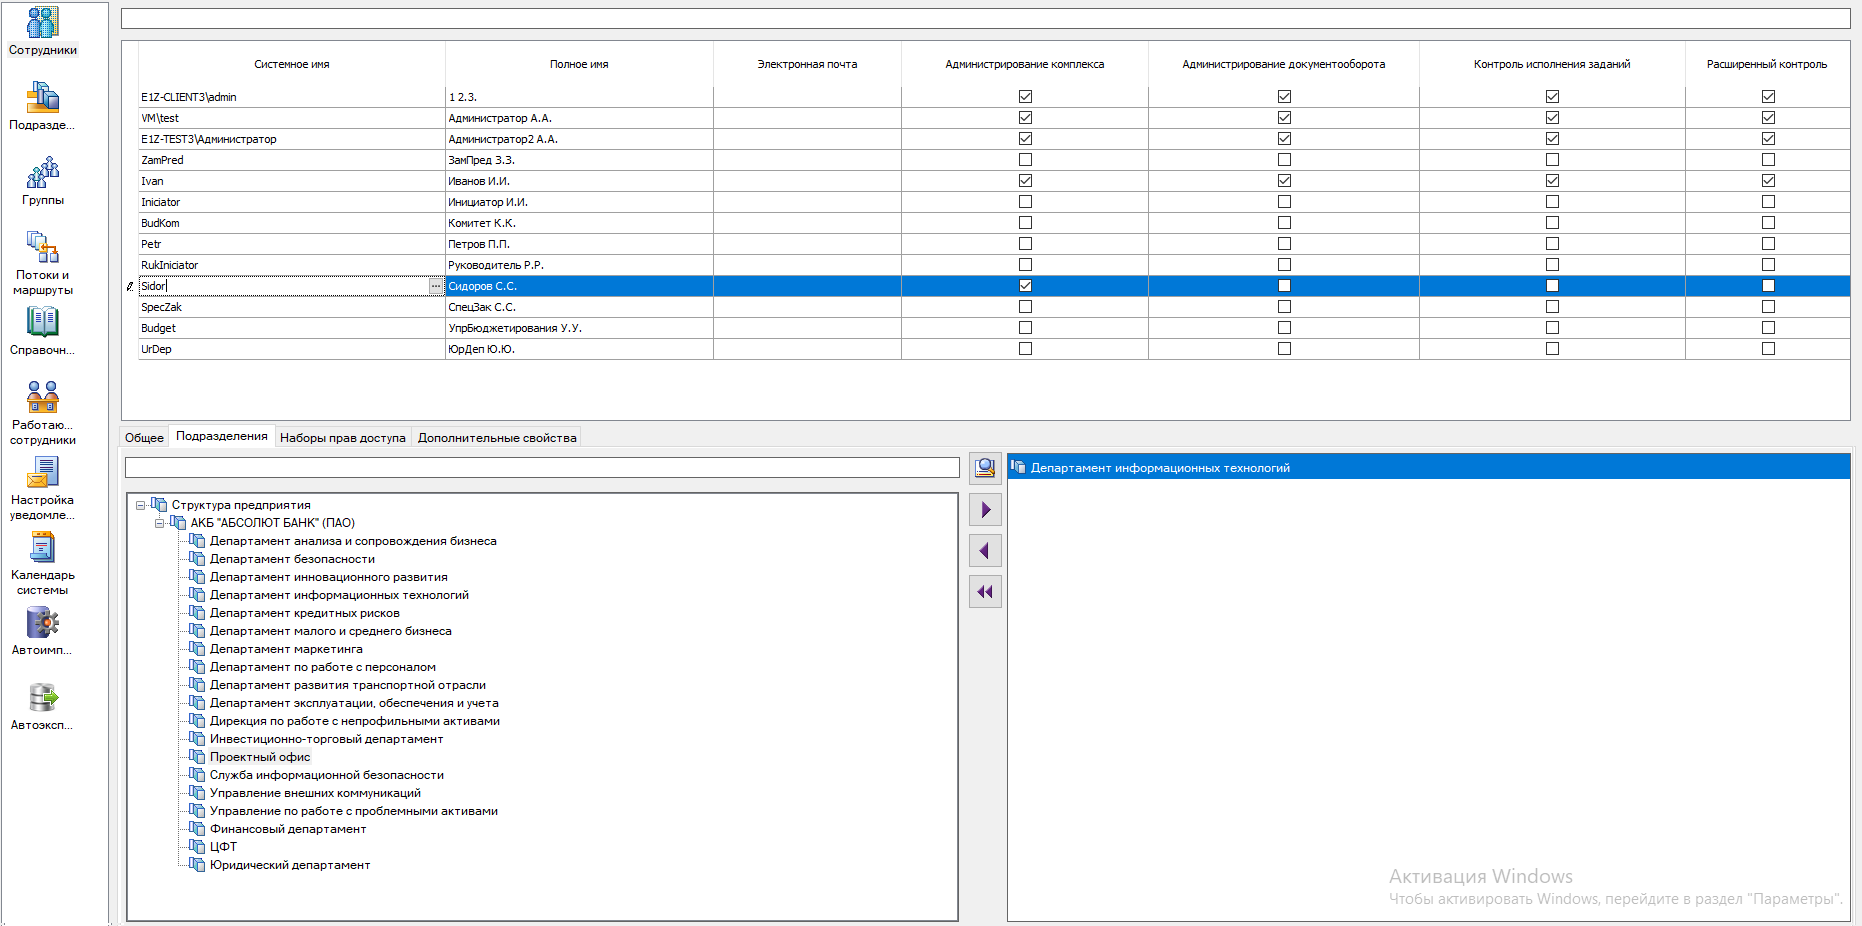 Сотрудники
Подразде...
Группы
Потоки и
маршруты
Справочн...
Работаю...
сотрудники
Настройка
уведомле...
Календарь
системы
Автоимп...
Автоэксп...
Системное имя Полное имя Электронная почта Администрирование комплекса Администрирование документооборота Контроль исполнения заданий Расширенный контроль
E1Z-CLIENT3\admin 1 2.3.
VM\test Администратор А.А.
E1Z-TEST3\Администратор Администратор2 А.А.
ZamPred ЗамПред З.З.
Ivan Иванов И.И.
Iniciator Инициатор И.И.
BudKom Комитет К.К.
Petr Петров П.П.
RukIniciator Руководитель Р.Р.
Sidor ... Сидоров С.С.
SpecZak СпецЗак С.С.
Budget УпрБюджетирования У.У.
UrDep ЮрДеп Ю.Ю.
Общее Подразделения Наборы прав доступа Дополнительные свойства
Структура предприятия
АКБ "АБСОЛЮТ БАНК" (ПАО)
Департамент анализа и сопровождения бизнеса
Департамент безопасности
Департамент инновационного развития
Департамент информационных технологий
Департамент кредитных рисков
Департамент малого и среднего бизнеса
Департамент маркетинга
Департамент по работе с персоналом
Департамент развития транспортной отрасли
Департамент эксплуатации, обеспечения и учета
Дирекция по работе с непрофильными активами
Инвестиционно-торговый департамент
Проектный офис
Служба информационной безопасности
Управление внешних коммуникаций
Управление по работе с проблемными активами
Финансовый департамент
ЦФТ
Юридический департамент
Департамент информационных технологий
Активация Windows
Чтобы активировать Windows, перейдите в раздел "Параметры".